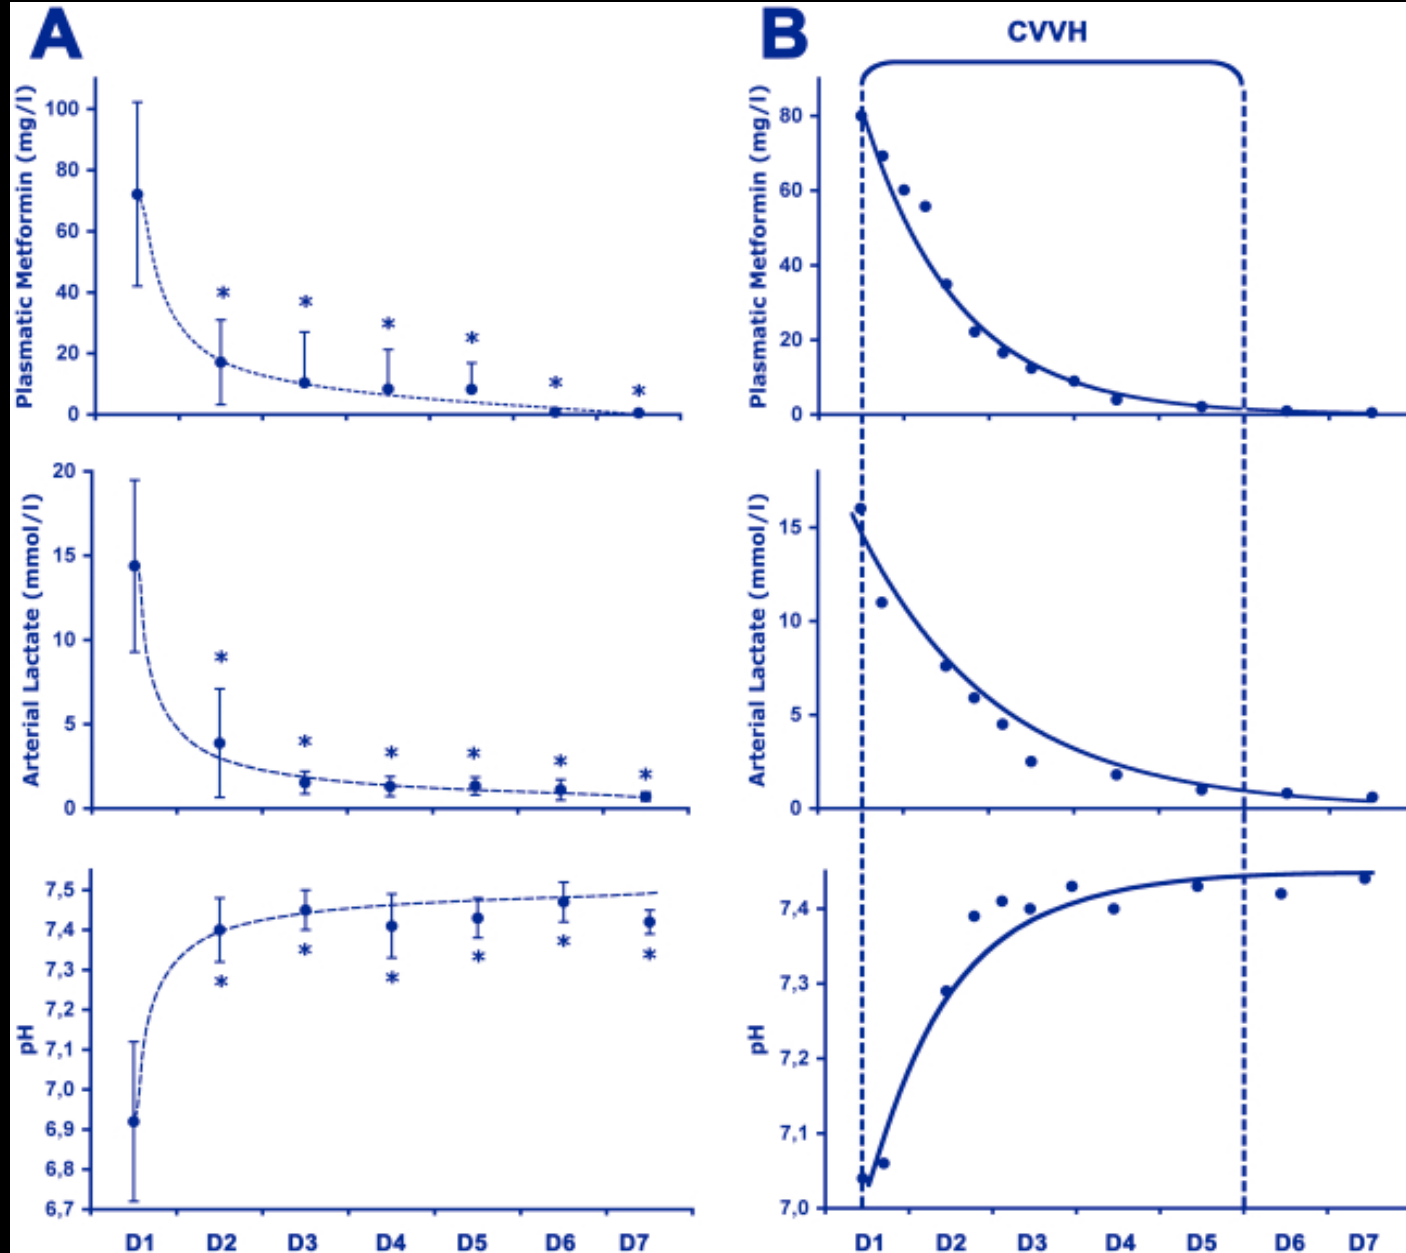 A
Plasmatic Metformin (mg/l)
100
80
60
40
20
0
* * * * * *
Arterial Lactate (mmol/l)
20
15
10
5
0
* * * * * *
pH
7,5
7,4
7,3
7,2
7,1
7,0
6,9
6,8
6,7
* * * * * *
D1 D2 D3 D4 D5 D6 D7
B
CVVH
Plasmatic Metformin (mg/l)
80
60
40
20
0
Arterial Lactate (mmol/l)
15
10
5
0
pH
7,4
7,3
7,2
7,1
7,0
D1 D2 D3 D4 D5 D6 D7